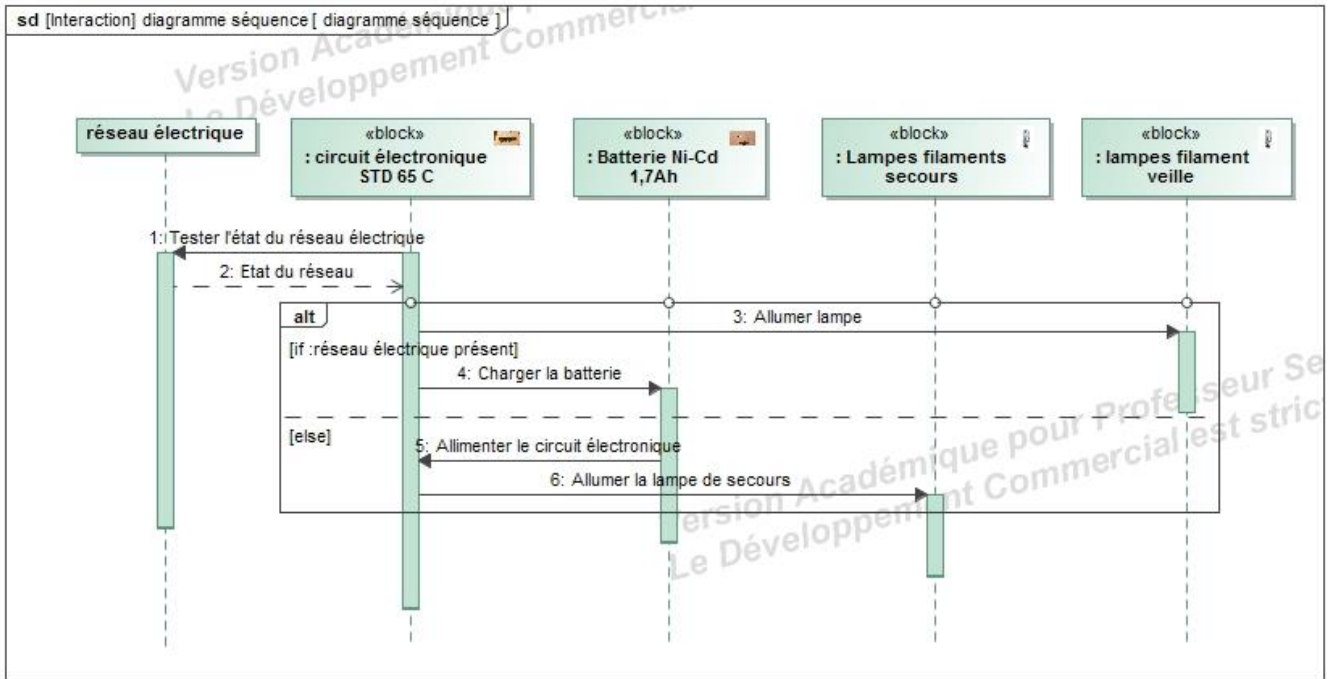 sd [Interaction] diagramme séquence [ diagramme séquence ]
Version Académique
Le Développement Commercial
réseau électrique
«block»
: circuit électronique
STD 65 C
«block»
: Batterie Ni-Cd
1,7Ah
«block»
: Lampes filaments
secours
«block»
: lampes filament
veille
1: Tester l'état du réseau électrique
2: Etat du réseau
alt
3: Allumer lampe
[if :réseau électrique présent]
4: Charger la batterie
[else]
5: Allimenter le circuit électronique
6: Allumer la lampe de secours
ersion Académique pour Professeur Se
Le Développement Commercial est stric